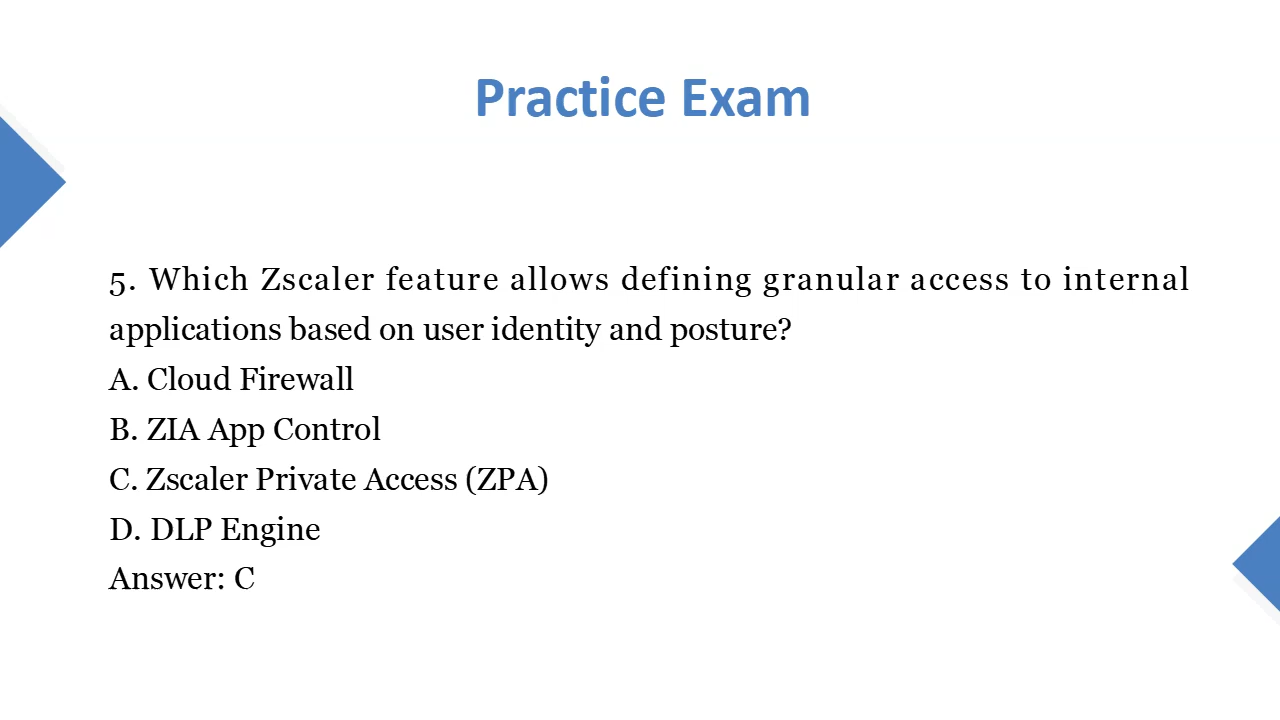 Practice Exam
5. Which Zscaler feature allows defining granular access to internal
applications based on user identity and posture?
A. Cloud Firewall
B. ZIA App Control
C. Zscaler Private Access (ZPA)
D. DLP Engine
Answer: C